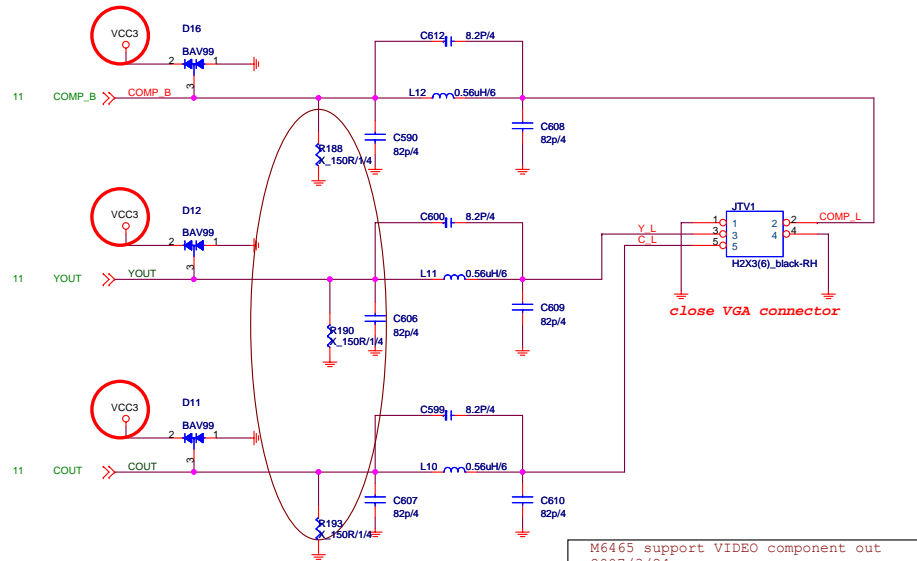 D16
VCC3
BAV99
2 1
3
11 COMP_B COMP_B
C612 8.2P/4
L12 0.56uH/6
C590
82p/4
C608
82p/4
R188
X_150R/1/4
D12
VCC3
BAV99
2 1
3
11 YOUT YOUT
C600 8.2P/4
L11 0.56uH/6
C606
82p/4
C609
82p/4
R190
X_150R/1/4
JTV1
1 1 2 2 COMP_L
Y_L 3 3 4 4
C_L 5 5
H2X3(6)_black-RH
close VGA connector
D11
VCC3
BAV99
2 1
3
11 COUT COUT
C599 8.2P/4
L10 0.56uH/6
C607
82p/4
C610
82p/4
R193
X_150R/1/4
M6465 support VIDEO component out